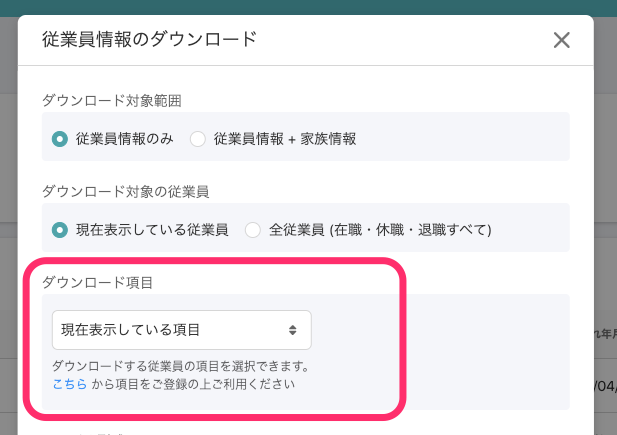 従業員情報のダウンロード
ダウンロード対象範囲
従業員情報のみ 従業員情報 + 家族情報
ダウンロード対象の従業員
現在表示している従業員 全従業員 (在職・休職・退職すべて)
ダウンロード項目
現在表示している項目
ダウンロードする従業員の項目を選択できます。
こちら から項目をご登録の上ご利用ください
れ年月
/04/